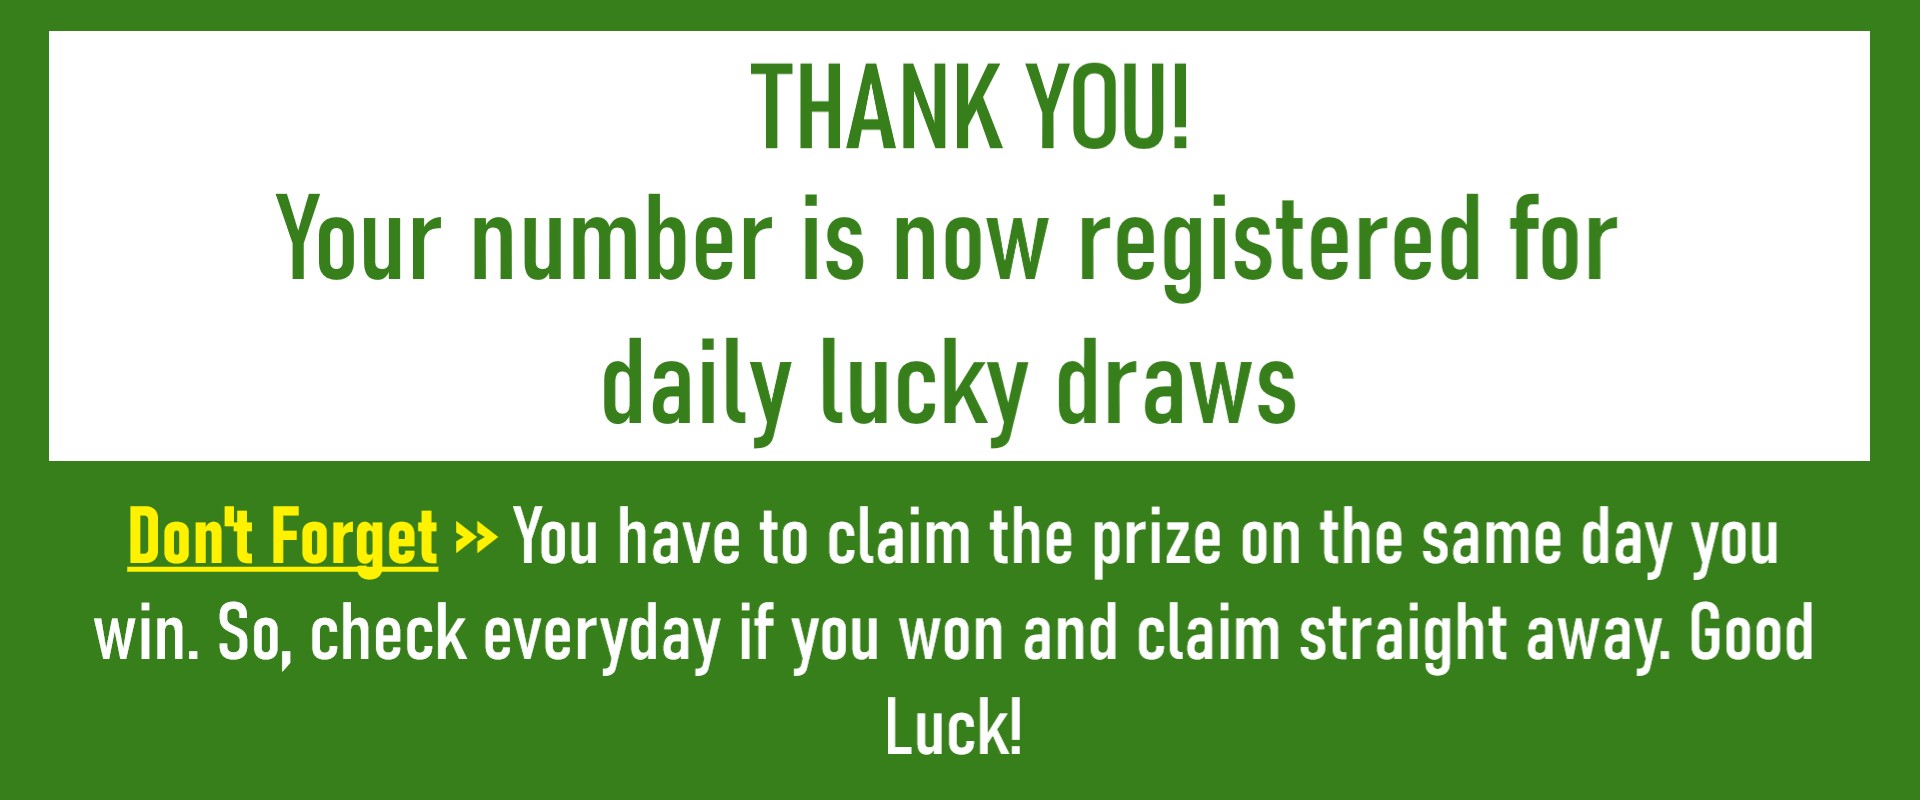 THANK YOU!
Your number is now registered for
daily lucky draws
Don't Forget >> You have to claim the prize on the same day you
win. So, check everyday if you won and claim straight away. Good
Luck!